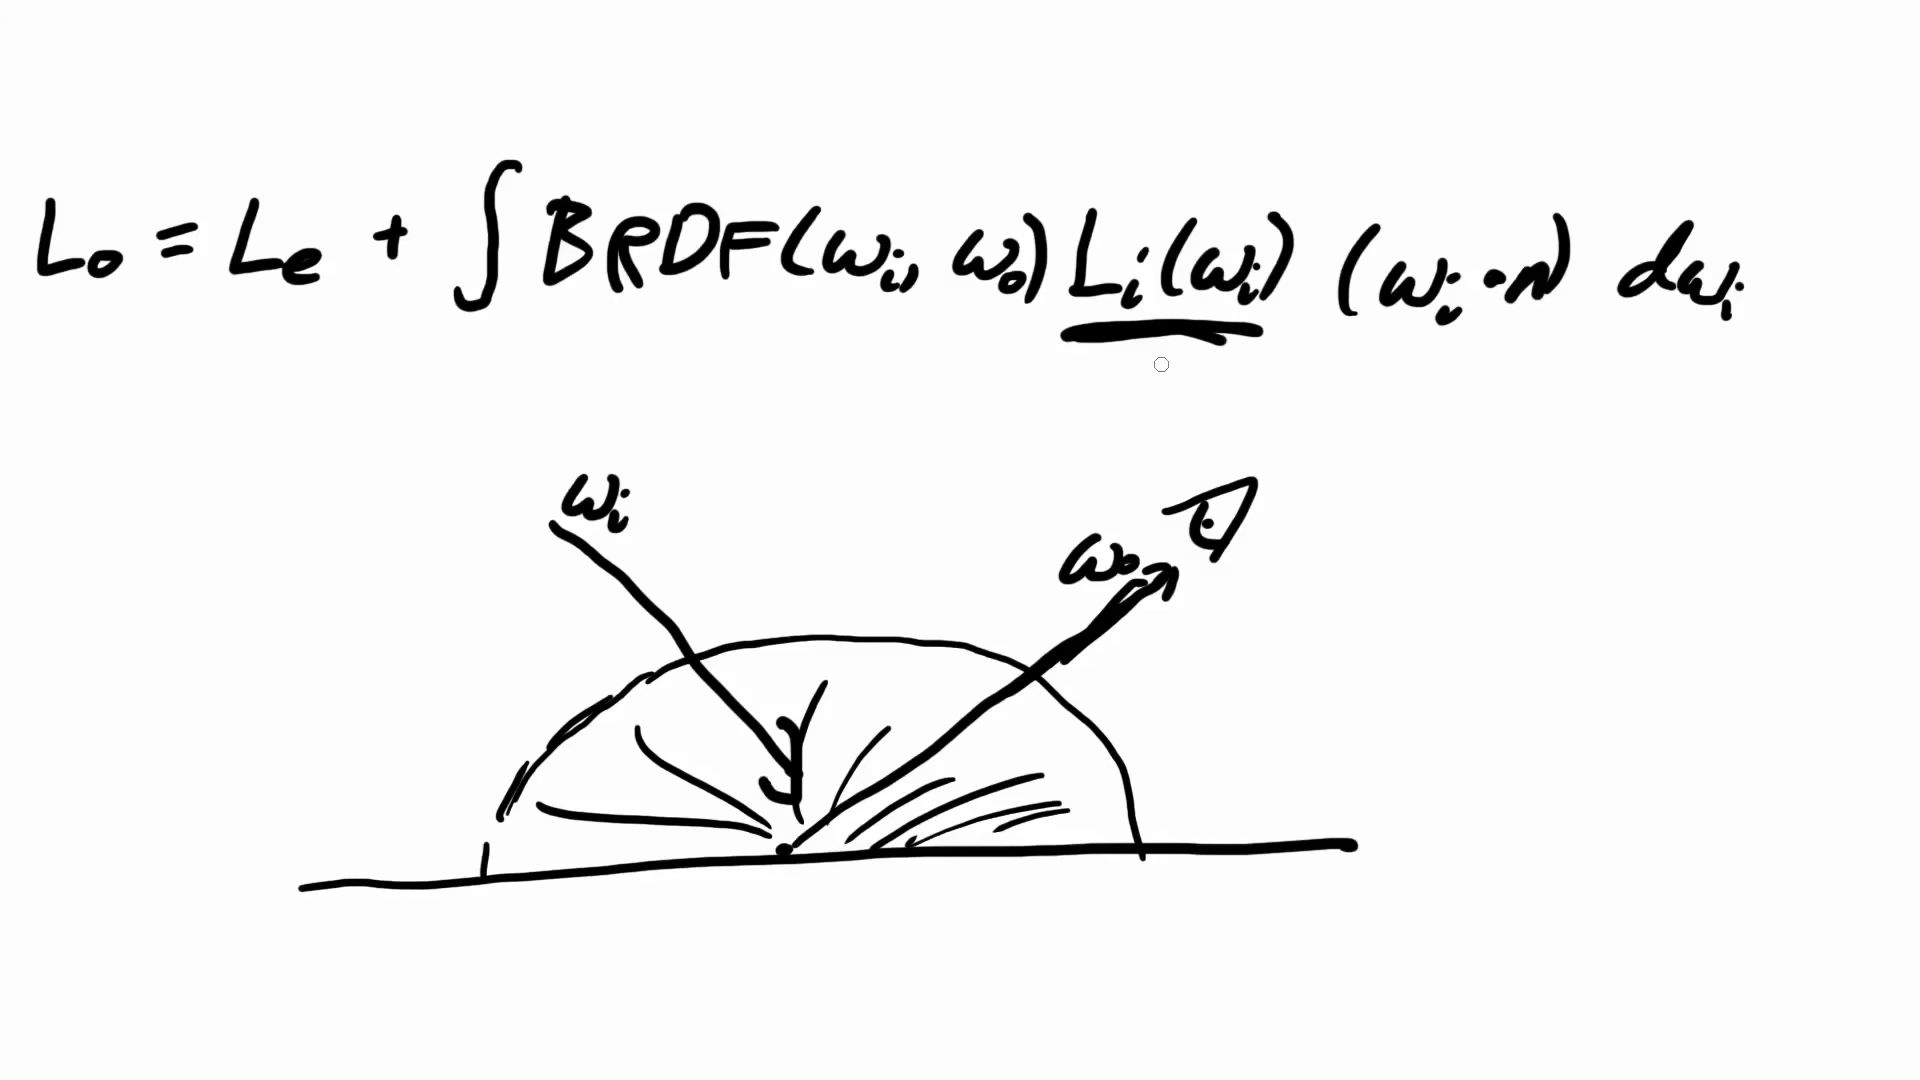 Lo = Le + ∫ BRDF(ωi, ωo) Li(ωi) (ωi · n) dωi
ωi
ωo